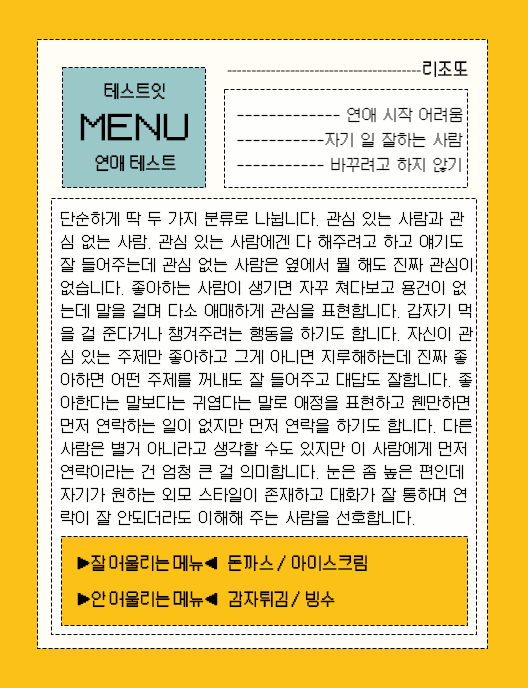 테스트잇
MENU
연애 테스트
리조또
연애 시작 어려움
자기 일 잘하는 사람
바꾸려고 하지 않기
단순하게 딱 두 가지 분류로 나뉩니다. 관심 있는 사람과 관
심 없는 사람. 관심 있는 사람에겐 다 해주려고 하고 얘기도
잘 들어주는데 관심 없는 사람은 옆에서 뭘 해도 진짜 관심이
없습니다. 좋아하는 사람이 생기면 자꾸 쳐다보고 용건이 없
는데 말을 걸며 다소 애매하게 관심을 표현합니다. 갑자기 먹
을 걸 준다거나 챙겨주려는 행동을 하기도 합니다. 자신이 관
심 있는 주제만 좋아하고 그게 아니면 지루해하는데 진짜 좋
아하면 어떤 주제를 꺼내도 잘 들어주고 대답도 잘합니다. 좋
아한다는 말보다는 귀엽다는 말로 애정을 표현하고 웬만하면
먼저 연락하는 일이 없지만 먼저 연락을 하기도 합니다. 다른
사람은 별거 아니라고 생각할 수도 있지만 이 사람에게 먼저
연락이라는 건 엄청 큰 걸 의미합니다. 눈은 좀 높은 편인데
자기가 원하는 외모 스타일이 존재하고 대화가 잘 통하며 연
락이 잘 안되더라도 이해해 주는 사람을 선호합니다.
▶잘 어울리는 메뉴◀ 돈까스 / 아이스크림
▶안 어울리는 메뉴◀ 감자튀김 / 빙수